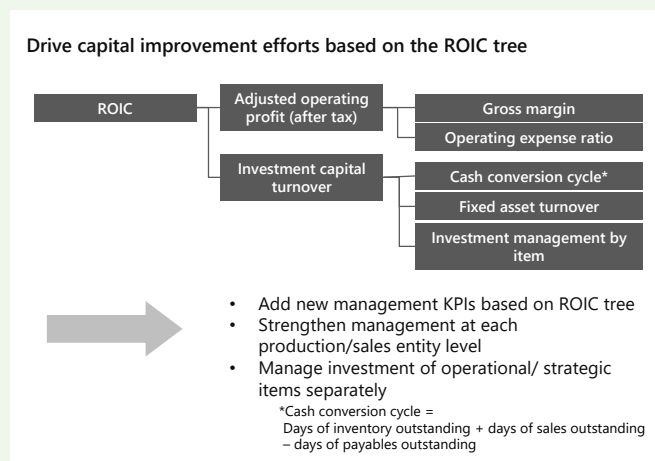 Drive capital improvement efforts based on the ROIC tree
ROIC
Adjusted operating
profit (after tax)
Gross margin
Operating expense ratio
Investment capital
turnover
Cash conversion cycle*
Fixed asset turnover
Investment management by
item
• Add new management KPIs based on ROIC tree
• Strengthen management at each
production/sales entity level
• Manage investment of operational/ strategic
items separately
*Cash conversion cycle =
Days of inventory outstanding + days of sales outstanding
– days of payables outstanding